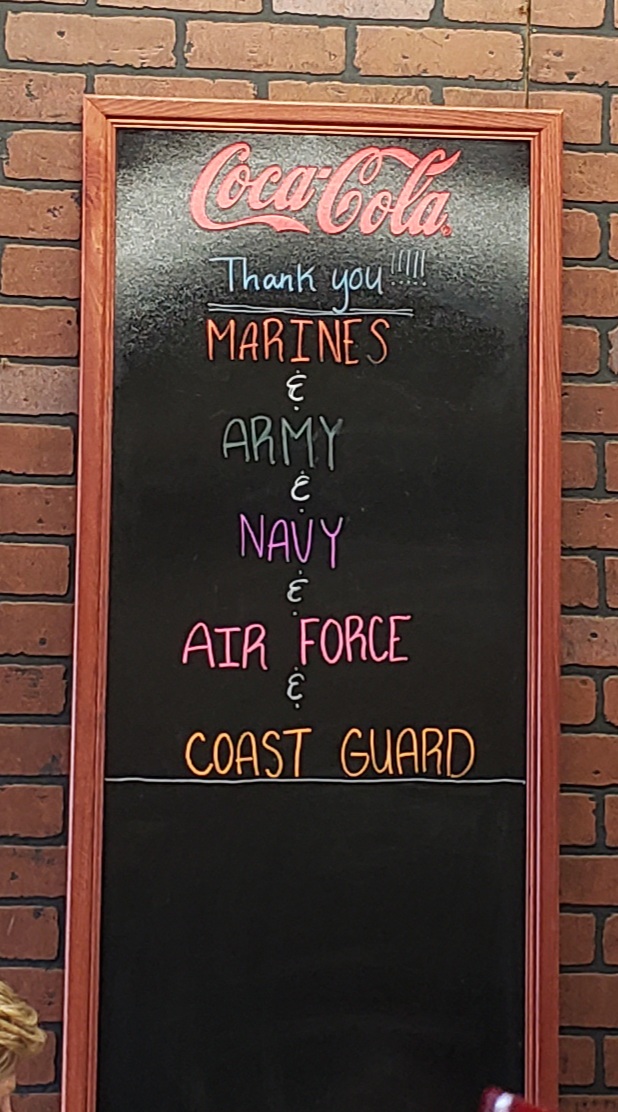 Coca-Cola
Thank you!!!!!
MARINES
&
ARMY
&
NAVY
&
AIR FORCE
&
COAST GUARD